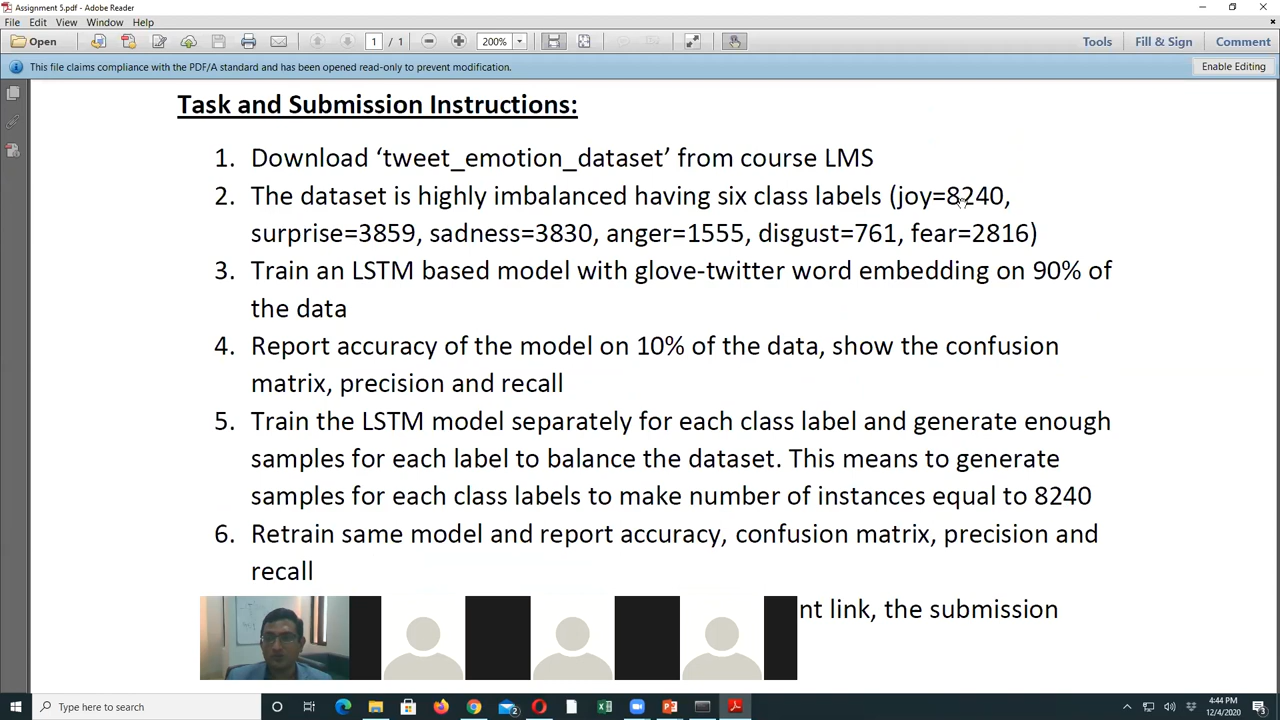 Assignment 5.pdf - Adobe Reader
File Edit View Window Help
Open 1 / 1 200% Tools Fill & Sign Comment
This file claims compliance with the PDF/A standard and has been opened read-only to prevent modification. Enable Editing
Task and Submission Instructions:
1. Download ‘tweet_emotion_dataset’ from course LMS
2. The dataset is highly imbalanced having six class labels (joy=8240,
surprise=3859, sadness=3830, anger=1555, disgust=761, fear=2816)
3. Train an LSTM based model with glove-twitter word embedding on 90% of
the data
4. Report accuracy of the model on 10% of the data, show the confusion
matrix, precision and recall
5. Train the LSTM model separately for each class label and generate enough
samples for each label to balance the dataset. This means to generate
samples for each class labels to make number of instances equal to 8240
6. Retrain same model and report accuracy, confusion matrix, precision and
recall
nt link, the submission
Type here to search
4:44 PM
12/4/2020